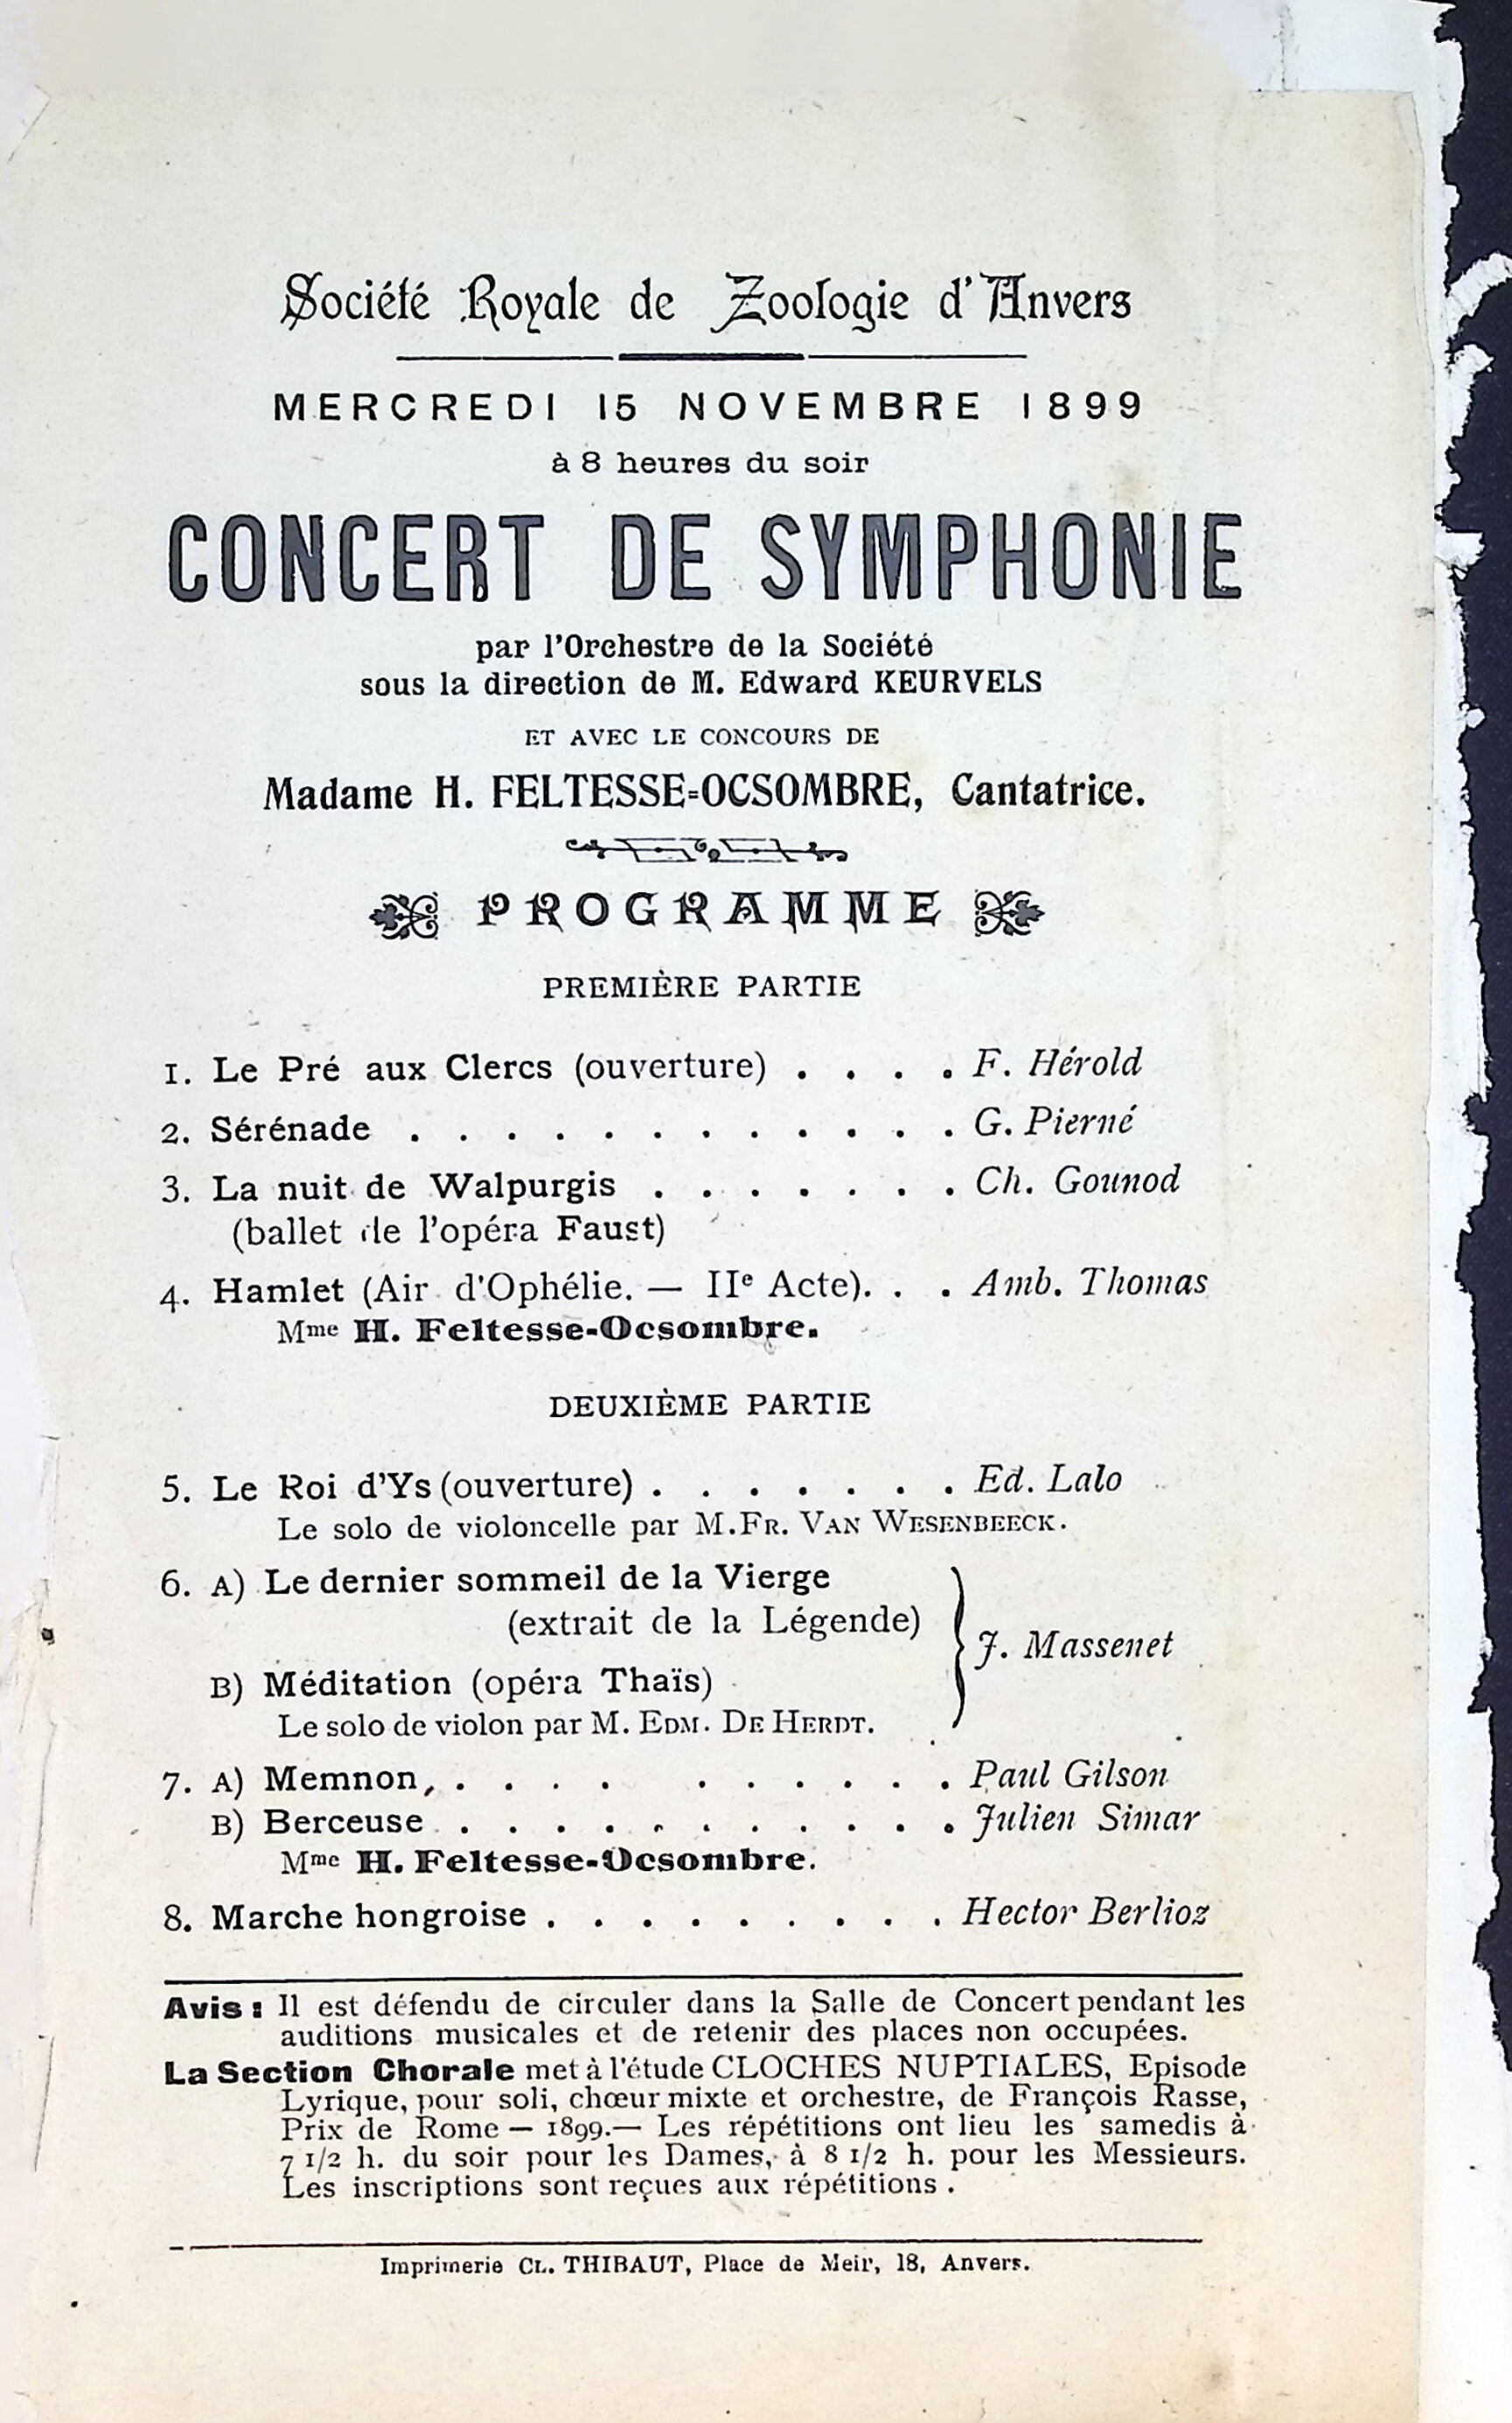 Société Royale de Zoologie d'Anvers
MERCREDI 15 NOVEMBRE 1899
à 8 heures du soir
CONCERT DE SYMPHONIE
par l'Orchestre de la Société
sous la direction de M. Edward KEURVELS
ET AVEC LE CONCOURS DE
Madame H. FELTESSE-OCSOMBRE, Cantatrice.
PROGRAMME
PREMIÈRE PARTIE
1. Le Pré aux Clercs (ouverture) . . . . F. Hérold
2. Sérénade . . . . . . . . . . . . G. Pierné
3. La nuit de Walpurgis . . . . . . . Ch. Gounod
(ballet de l'opéra Faust)
4. Hamlet (Air d'Ophélie. — IIe Acte). . . Amb. Thomas
Mme H. Feltesse-Ocsombre.
DEUXIÈME PARTIE
5. Le Roi d'Ys (ouverture) . . . . . . . Ed. Lalo
Le solo de violoncelle par M. FR. VAN WESENBEECK.
6. A) Le dernier sommeil de la Vierge
(extrait de la Légende)
J. Massenet
B) Méditation (opéra Thaïs)
Le solo de violon par M. EDM. DE HERDT.
7. A) Memnon, . . . . . . . . . . Paul Gilson
B) Berceuse . . . . . . . . . . . Julien Simar
Mme H. Feltesse-Ocsombre.
8. Marche hongroise . . . . . . . . . Hector Berlioz
Avis : Il est défendu de circuler dans la Salle de Concert pendant les
auditions musicales et de retenir des places non occupées.
La Section Chorale met à l'étude CLOCHES NUPTIALES, Episode
Lyrique, pour soli, chœur mixte et orchestre, de François Rasse,
Prix de Rome — 1899.— Les répétitions ont lieu les samedis à
7 1/2 h. du soir pour les Dames, à 8 1/2 h. pour les Messieurs.
Les inscriptions sont reçues aux répétitions .
Imprimerie CL. THIBAUT, Place de Meir, 18, Anvers.